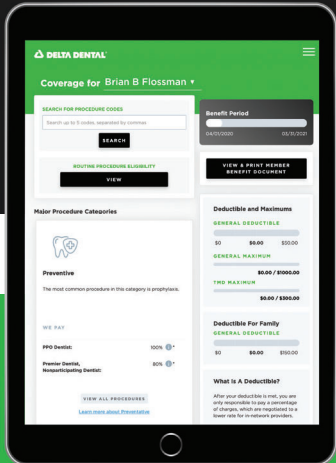 DELTA DENTAL
Coverage for Brian B Flossman
SEARCH FOR PROCEDURE CODES
Search up to 5 codes, separated by commas
SEARCH
ROUTINE PROCEDURE ELIGIBILITY
VIEW
Benefit Period
04/01/2020 03/31/2021
VIEW & PRINT MEMBER
BENEFIT DOCUMENT
Major Procedure Categories
Preventive
The most common procedure in this category is prophylaxis.
WE PAY
PPO Dentist: 100% *
Premier Dentist, 80% *
Nonparticipating Dentist:
VIEW ALL PROCEDURES
Learn more about Preventative
Deductible and Maximums
GENERAL DEDUCTIBLE
$0 $0.00 $50.00
GENERAL MAXIMUM
$0.00 / $1000.00
TMD MAXIMUM
$0.00 / $300.00
Deductible For Family
GENERAL DEDUCTIBLE
$0 $0.00 $150.00
What Is A Deductible?
After your deductible is met, you are
only responsible to pay a percentage
of charges, which are negotiated to a
lower rate for in-network providers.